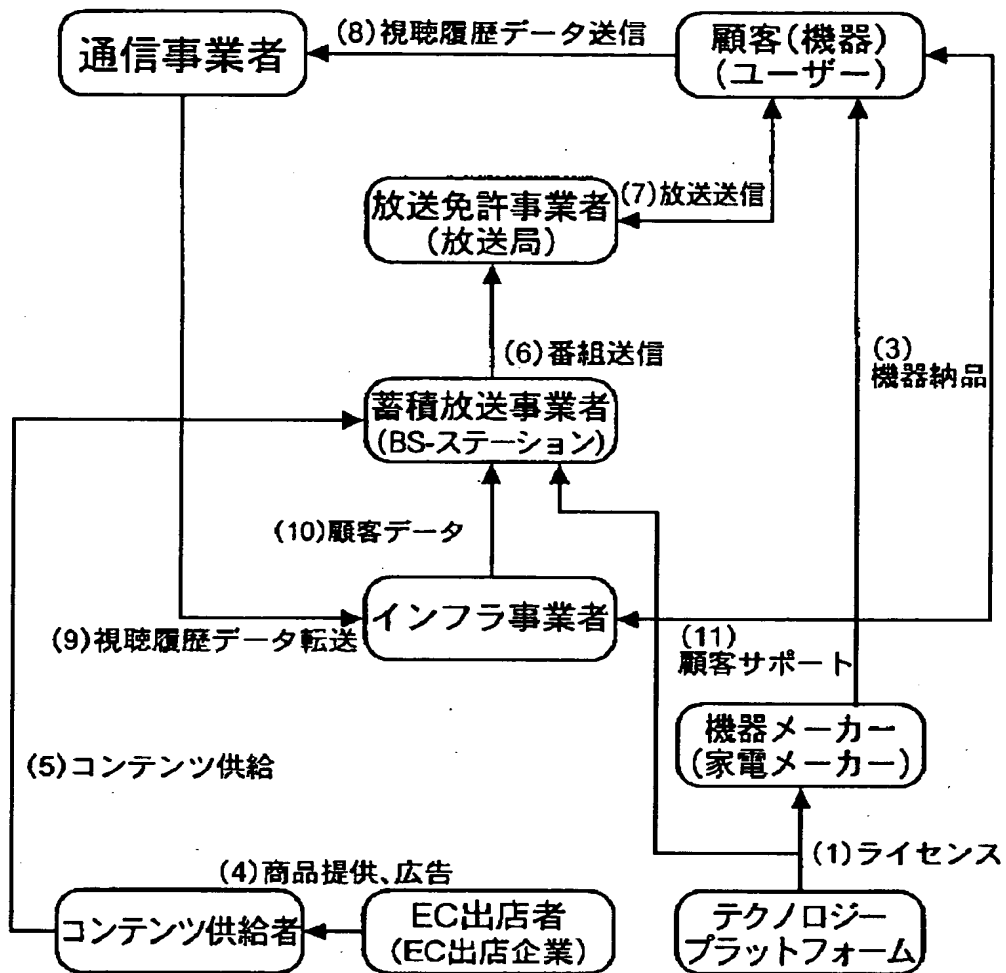 (8)視聴履歴データ送信
通信事業者
顧客(機器)
(ユーザー)
(7)放送送信
放送免許事業者
(放送局)
(6)番組送信
(3)
機器納品
蓄積放送事業者
(BS-ステーション)
(10)顧客データ
インフラ事業者
(9)視聴履歴データ転送
(11)
顧客サポート
機器メーカー
(家電メーカー)
(5)コンテンツ供給
(1)ライセンス
(4)商品提供、広告
コンテンツ供給者
EC出店者
(EC出店企業)
テクノロジー
プラットフォーム